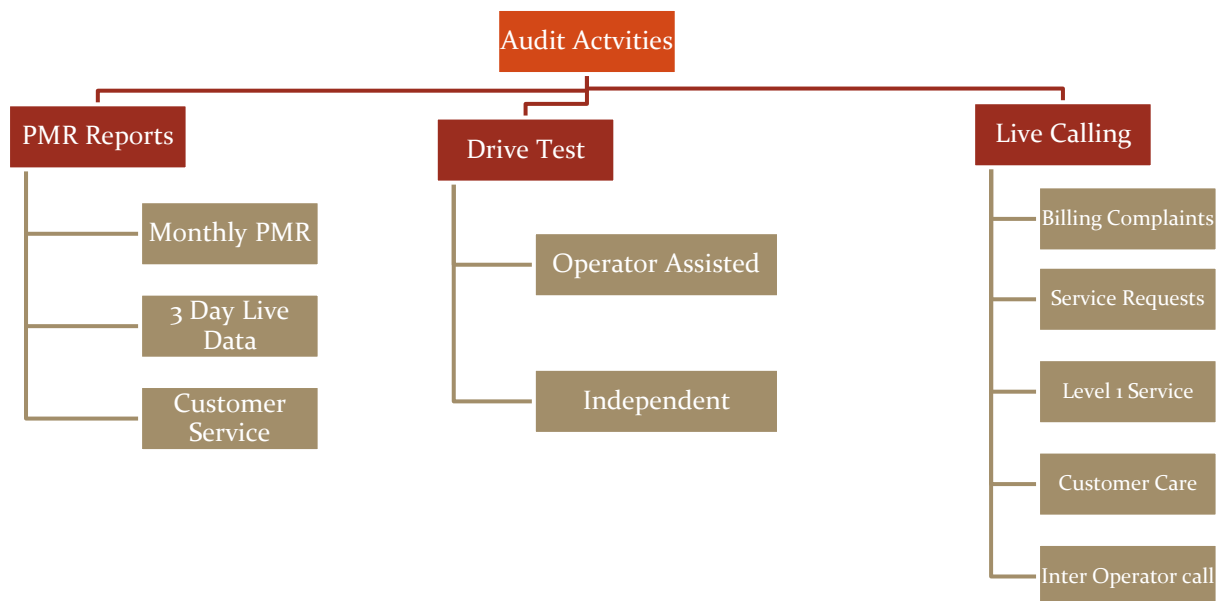 Audit Actvities
PMR Reports
Monthly PMR
3 Day Live
Data
Customer
Service
Drive Test
Operator Assisted
Independent
Live Calling
Billing Complaints
Service Requests
Level 1 Service
Customer Care
Inter Operator call